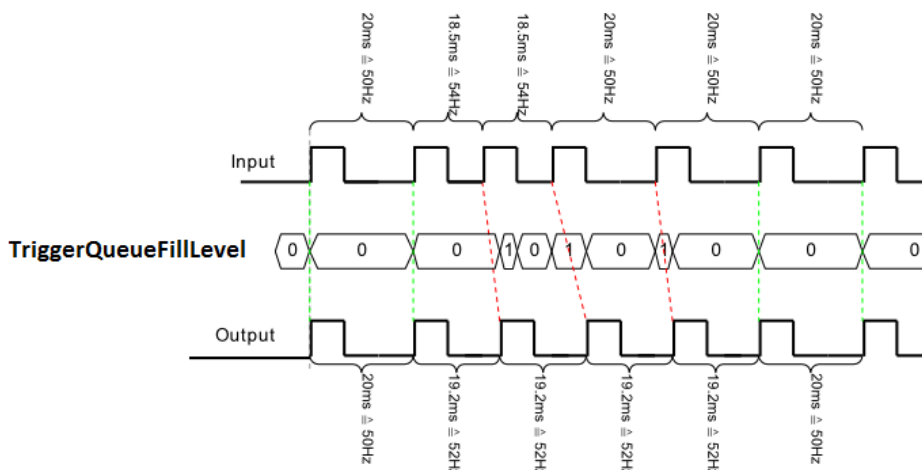 20ms ≙ 50Hz
18.5ms ≙ 54Hz
18.5ms ≙ 54Hz
20ms ≙ 50Hz
20ms ≙ 50Hz
20ms ≙ 50Hz
Input
TriggerQueueFillLevel
0 0 0 1 0 1 0 1 0 0 0
Output
20ms ≙ 50Hz
19.2ms ≙ 52Hz
19.2ms ≙ 52Hz
19.2ms ≙ 52Hz
19.2ms ≙ 52Hz
20ms ≙ 50Hz